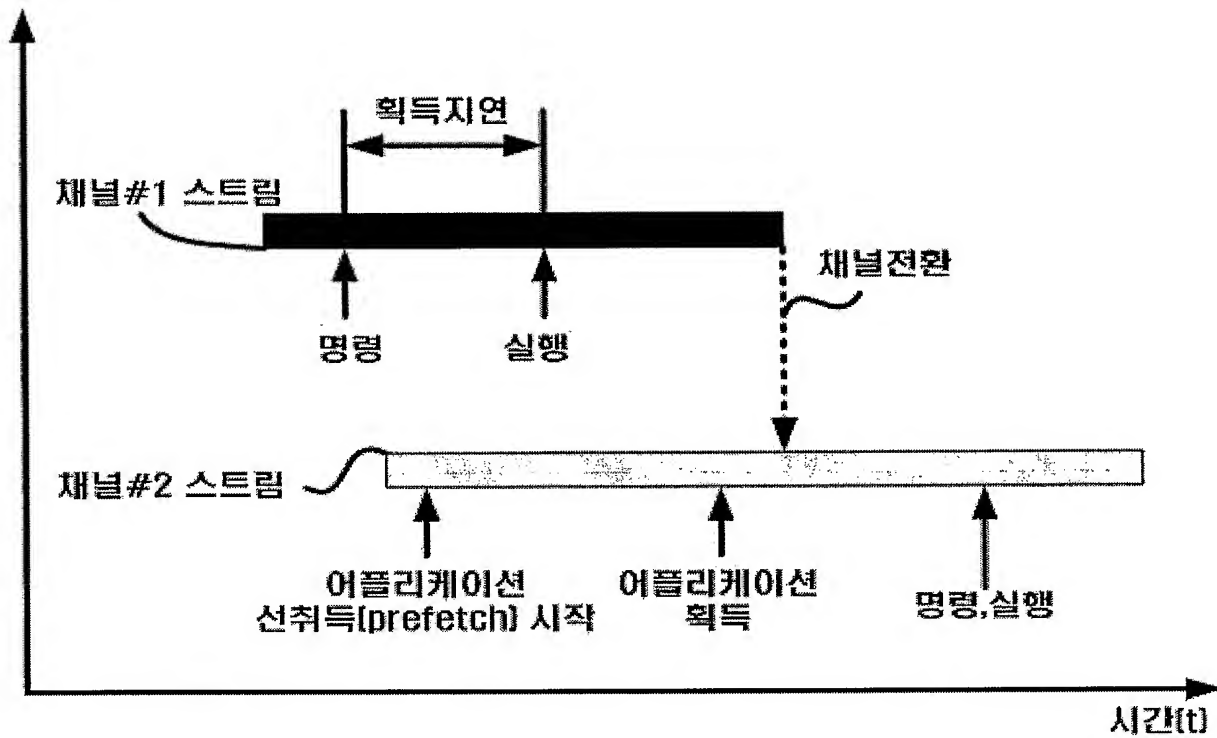 획득지연
채널#1 스트림
채널전환
명령
실행
채널#2 스트림
어플리케이션
선취득(prefetch) 시작
어플리케이션
획득
명령,실행
시간(t)